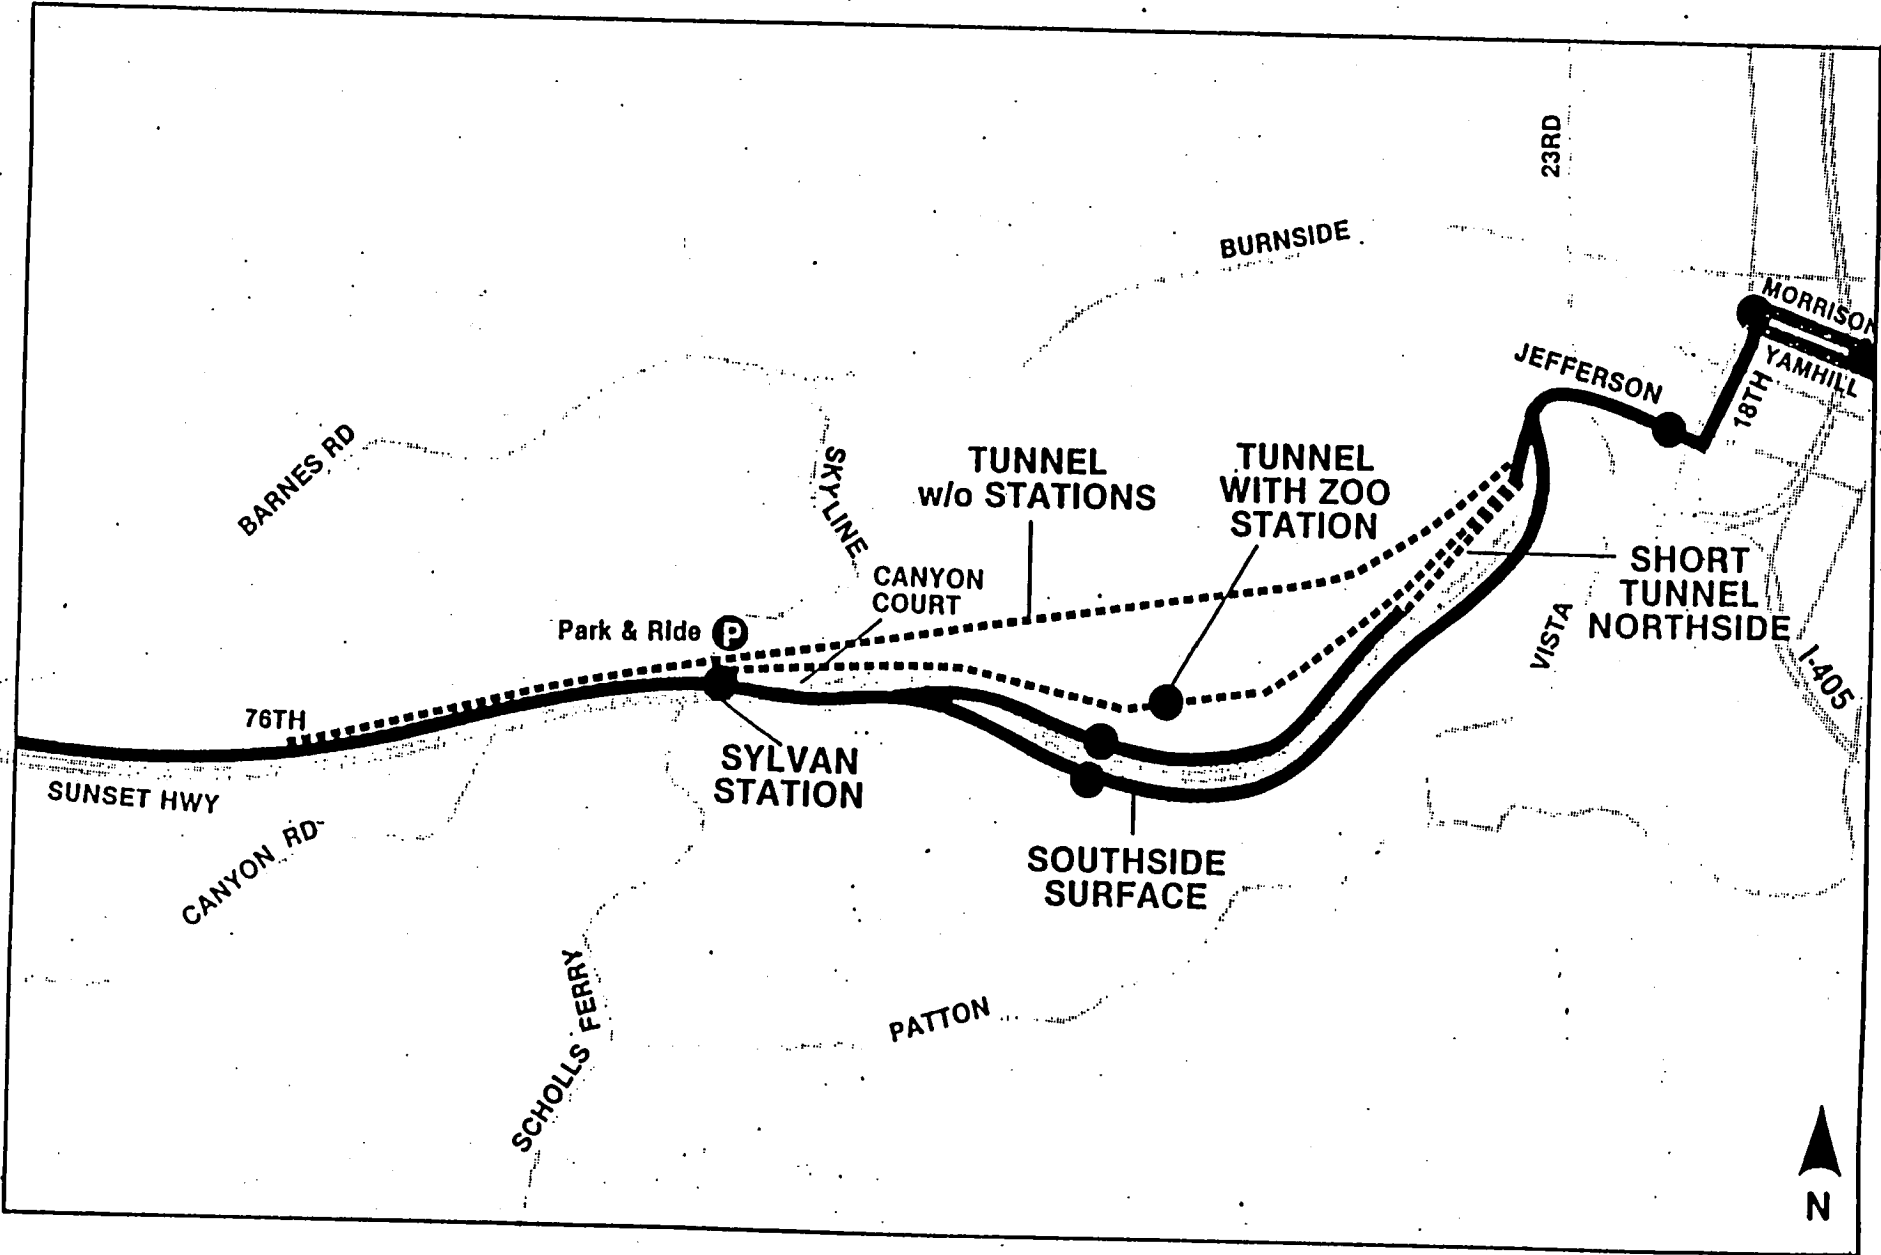 23RD
BURNSIDE
MORRISON
YAMHILL
JEFFERSON
18TH
BARNES RD
SKYLINE
TUNNEL
w/o STATIONS
TUNNEL
WITH ZOO
STATION
CANYON
COURT
SHORT
TUNNEL
NORTHSIDE
Park & Ride P
VISTA
I-405
76TH
SYLVAN
STATION
SUNSET HWY
CANYON RD
SOUTHSIDE
SURFACE
SCHOLLS FERRY
PATTON
N